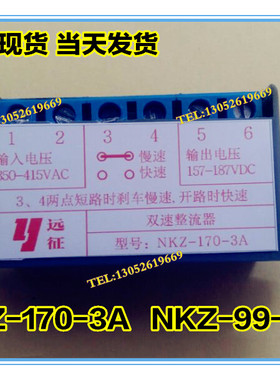 现货 当天发
TEL:13052619669
1 2 3 4 5 6
输入电压 慢速 输出电压
350-415VAC 快速 157-187VDC
TEL:13052619669
3、4两点短路时刹车慢速、开路时快速
远征
双速整流器
型号: NKZ-170-3A
TEL:13052619669
Z-170-3A NKZ-99-